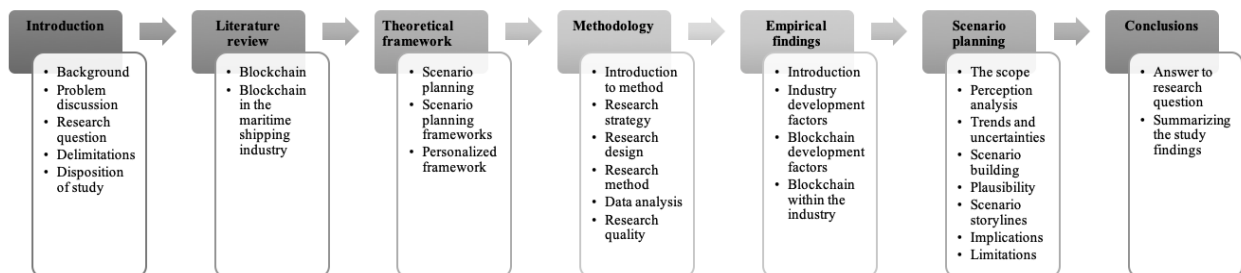 Introduction
• Background
• Problem
discussion
• Research
question
• Delimitations
• Disposition
of study
Literature
review
• Blockchain
• Blockchain
in the
maritime
shipping
industry
Theoretical
framework
• Scenario
planning
• Scenario
planning
frameworks
• Personalized
framework
Methodology
• Introduction
to method
• Research
strategy
• Research
design
• Research
method
• Data analysis
• Research
quality
Empirical
findings
• Introduction
• Industry
development
factors
• Blockchain
development
factors
• Blockchain
within the
industry
Scenario
planning
• The scope
• Perception
analysis
• Trends and
uncertainties
• Scenario
building
• Plausibility
• Scenario
storylines
• Implications
• Limitations
Conclusions
• Answer to
research
question
• Summarizing
the study
findings